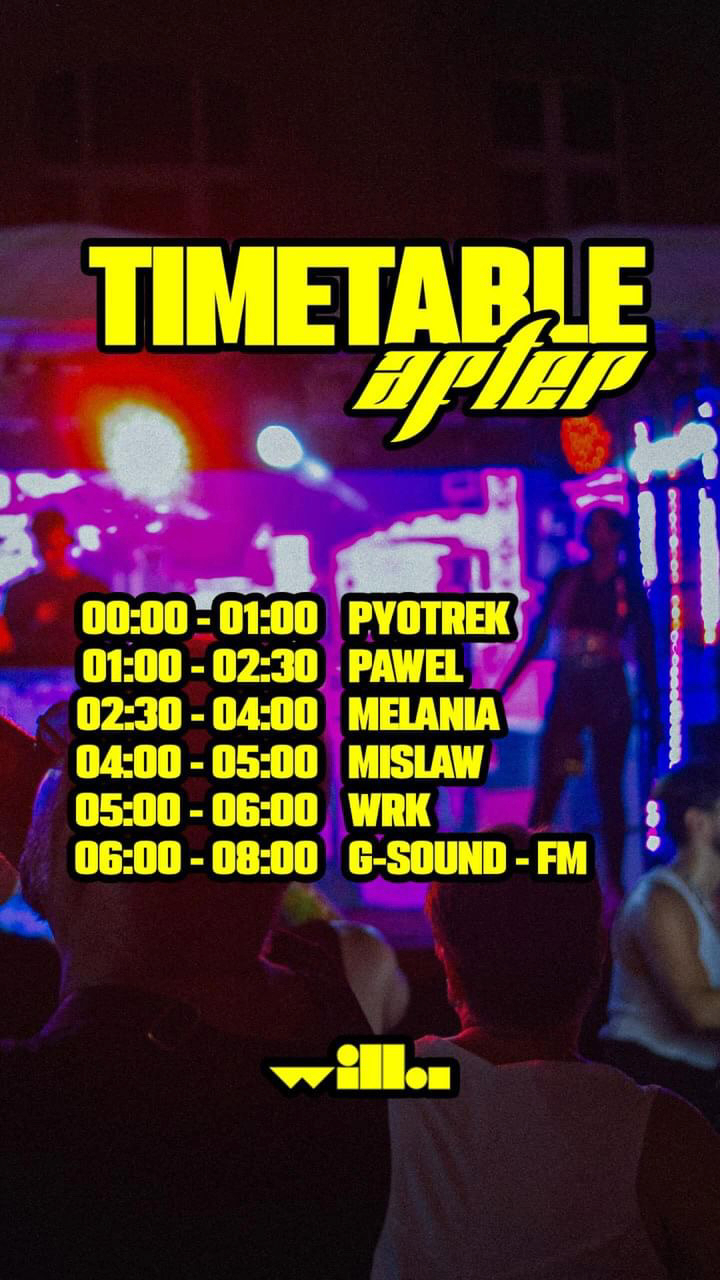 TIMETABLE
after
00:00 - 01:00 PYOTREK
01:00 - 02:30 PAWEL
02:30 - 04:00 MELANIA
04:00 - 05:00 MISLAW
05:00 - 06:00 WRK
06:00 - 08:00 G-SOUND - FM
willa